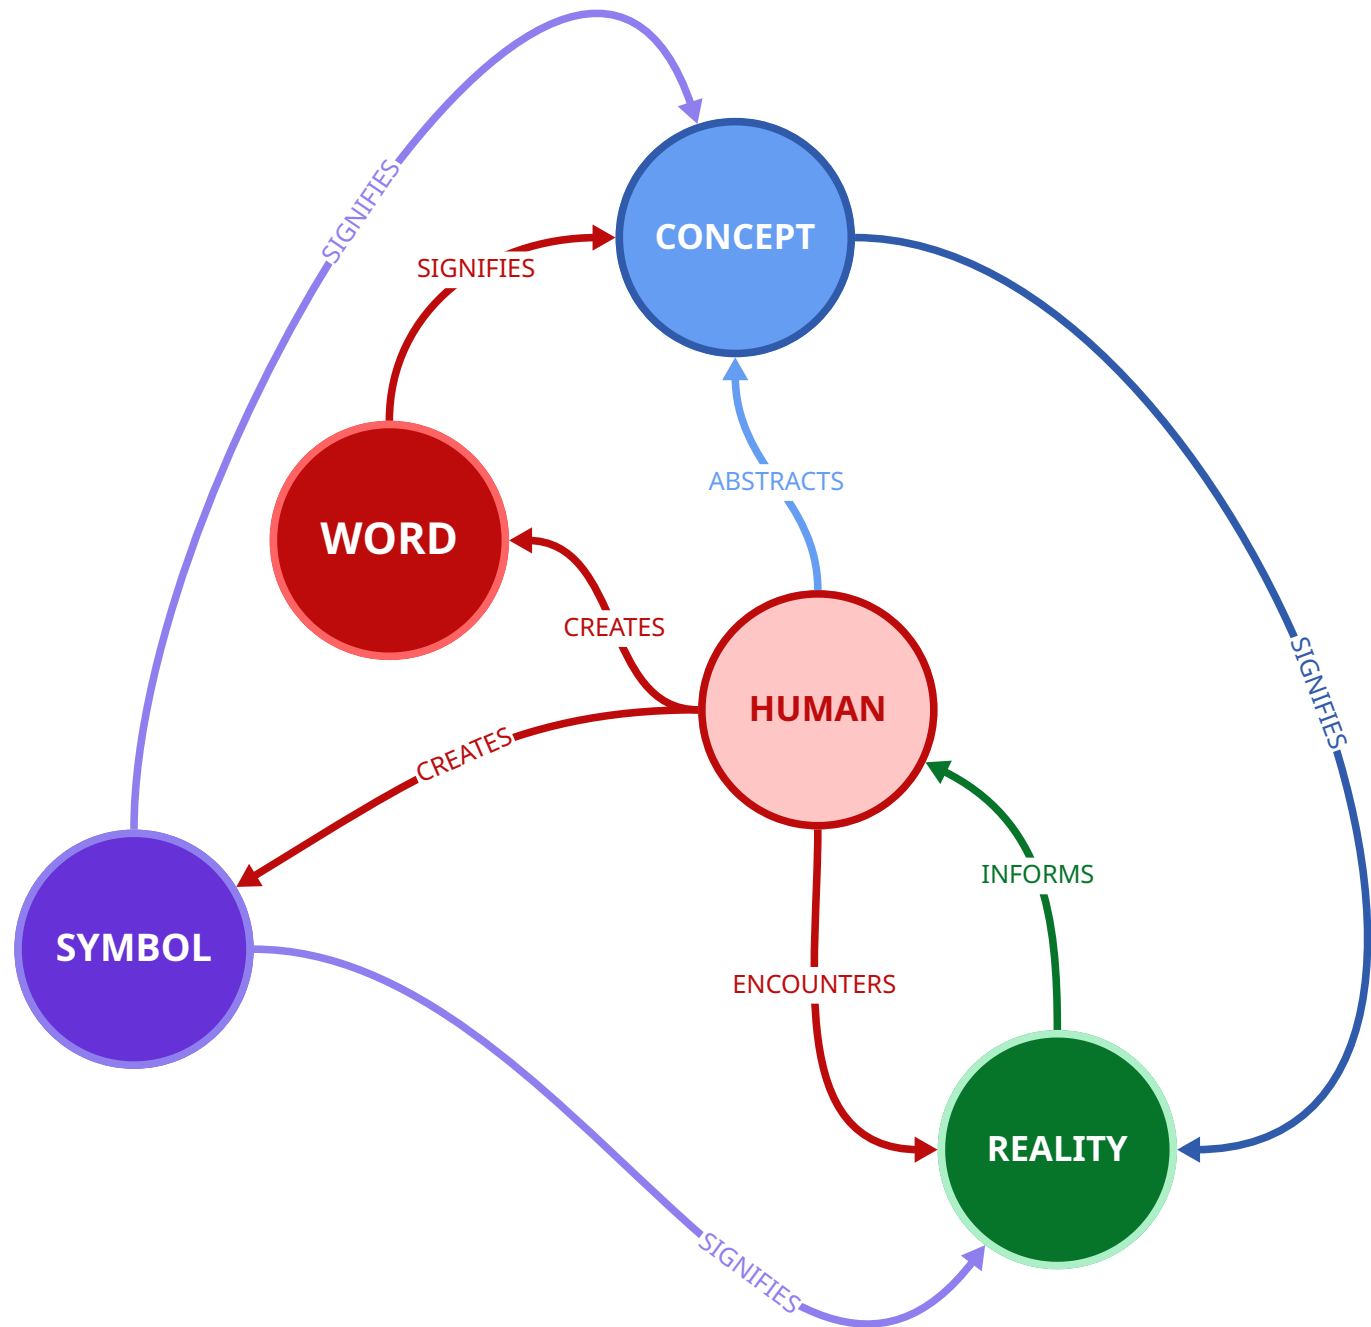 SIGNIFIES
CONCEPT
SIGNIFIES
ABSTRACTS
WORD
CREATES
SIGNIFIES
HUMAN
CREATES
INFORMS
SYMBOL
ENCOUNTERS
REALITY
SIGNIFIES